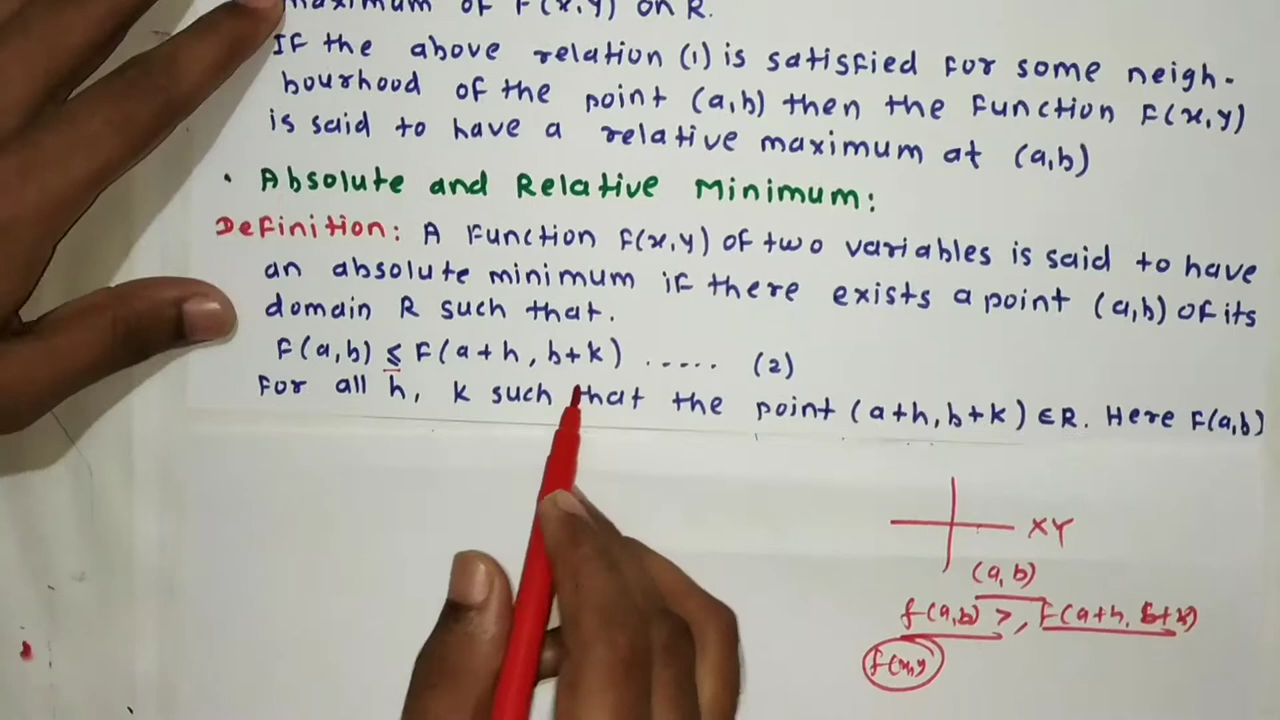 maximum of F(x,y) on R.
If the above relation (1) is satisfied for some neigh-
bourhood of the point (a,b) then the function F(x,y)
is said to have a relative maximum at (a,b)
• Absolute and Relative Minimum:
Definition: A function F(x,y) of two variables is said to have
an absolute minimum if there exists a point (a,b) of its
domain R such that.
F(a,b) ≤ F(a+h, b+k) ..... (2)
For all h, k such that the point (a+h, b+k) ∈ R. Here F(a,b)
XY
(a,b)
f(a,b) ≥, F(a+h, b+k)
f(x,y